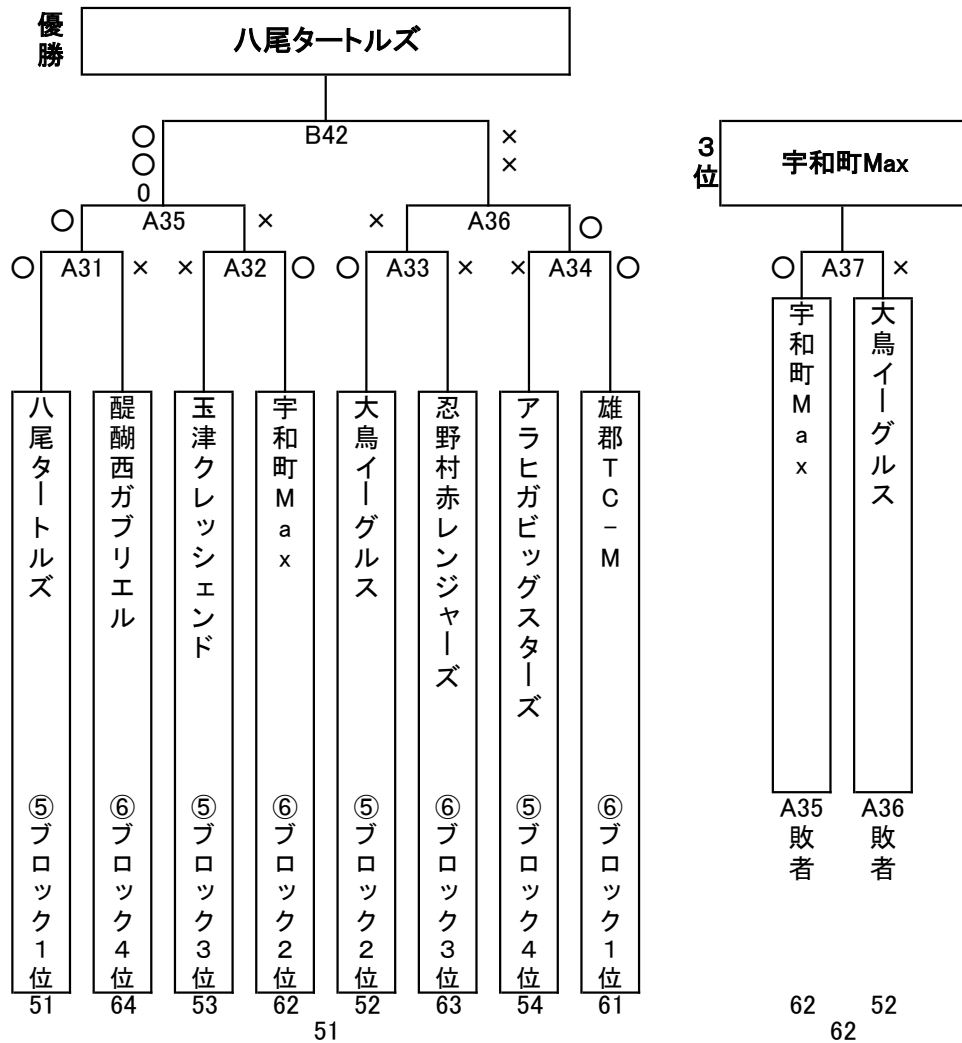 優勝
八尾タートルズ
○ B42 ×
○ ×
0
○ A35 × × A36 ○
○ A31 × × A32 ○ ○ A33 × × A34 ○
八尾タートルズ ⑤ブロック1位
醍醐西ガブリエル ⑥ブロック4位
玉津クレッシェンド ⑤ブロック3位
宇和町Max ⑥ブロック2位
大鳥イーグルス ⑤ブロック2位
忍野村赤レンジャーズ ⑥ブロック3位
アラヒガビッグスターズ ⑤ブロック4位
雄郡TC-M ⑥ブロック1位
51 64 53 62 52 63 54 61
51
3位
宇和町Max
○ A37 ×
宇和町Max
大鳥イーグルス
A35敗者
A36敗者
62 52
62